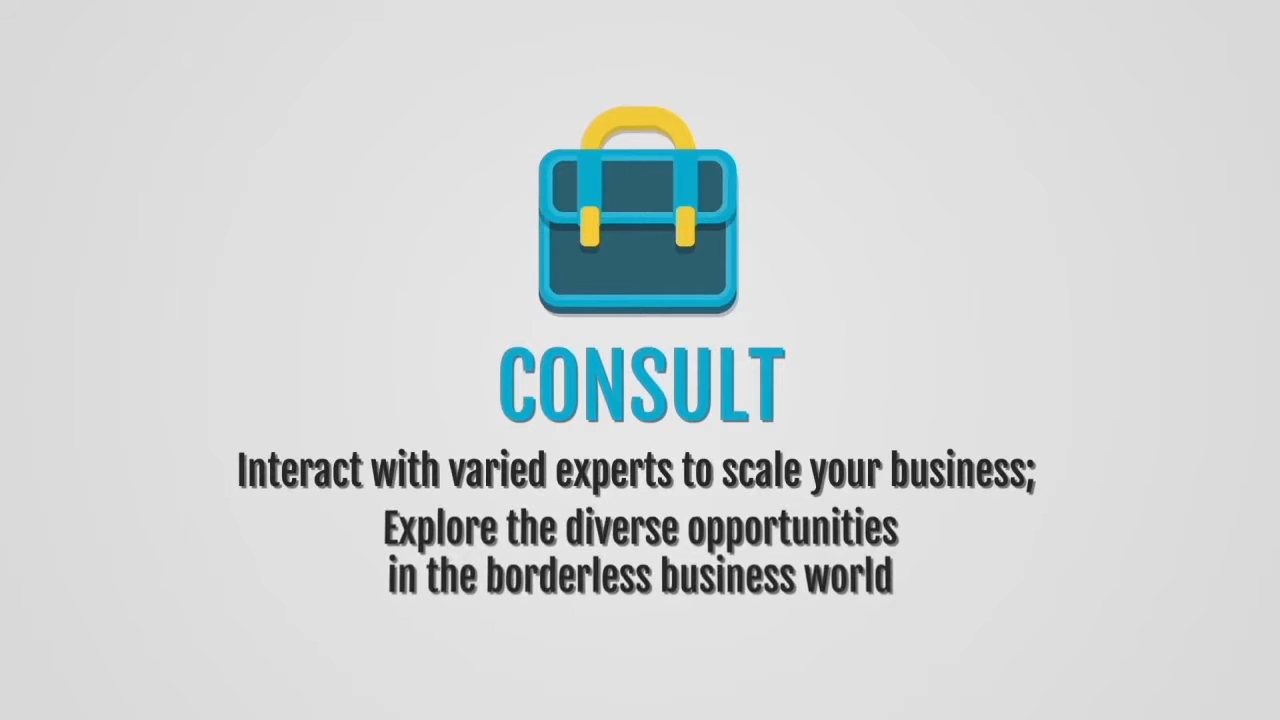 CONSULT
Interact with varied experts to scale your business;
Explore the diverse opportunities
in the borderless business world